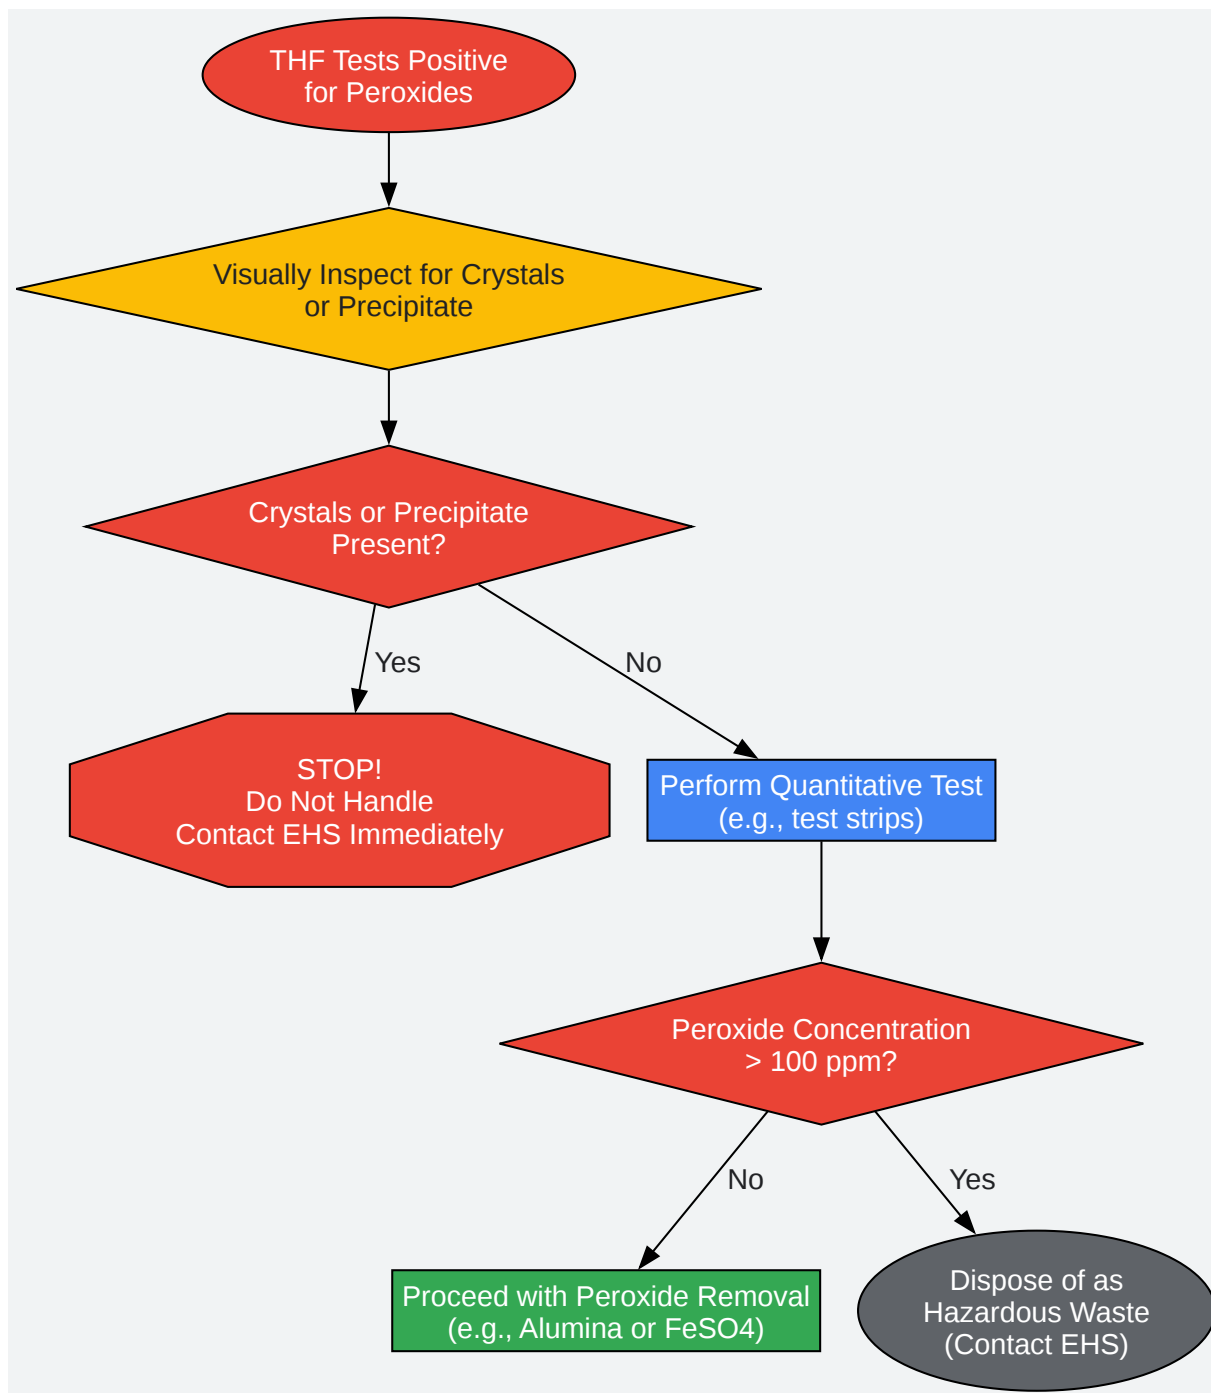 THF Tests Positive
for Peroxides
Visually Inspect for Crystals
or Precipitate
Crystals or Precipitate
Present?
Yes
No
STOP!
Do Not Handle
Contact EHS Immediately
Perform Quantitative Test
(e.g., test strips)
Peroxide Concentration
> 100 ppm?
No
Yes
Proceed with Peroxide Removal
(e.g., Alumina or FeSO4)
Dispose of as
Hazardous Waste
(Contact EHS)